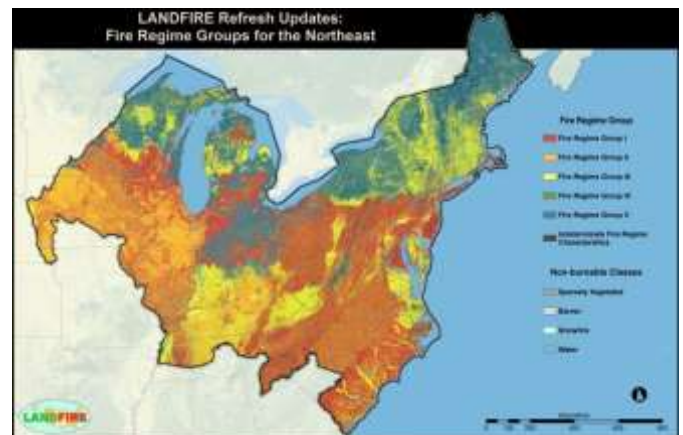 LANDFIRE Refresh Updates:
Fire Regime Groups for the Northeast
Fire Regime Group
Fire Regime Group I
Fire Regime Group II
Fire Regime Group III
Fire Regime Group IV
Fire Regime Group V
Indeterminate Fire Regime
Characteristics
Non-burnable Classes
Sparsely Vegetated
Barren
Snow/Ice
Water
LANDFIRE